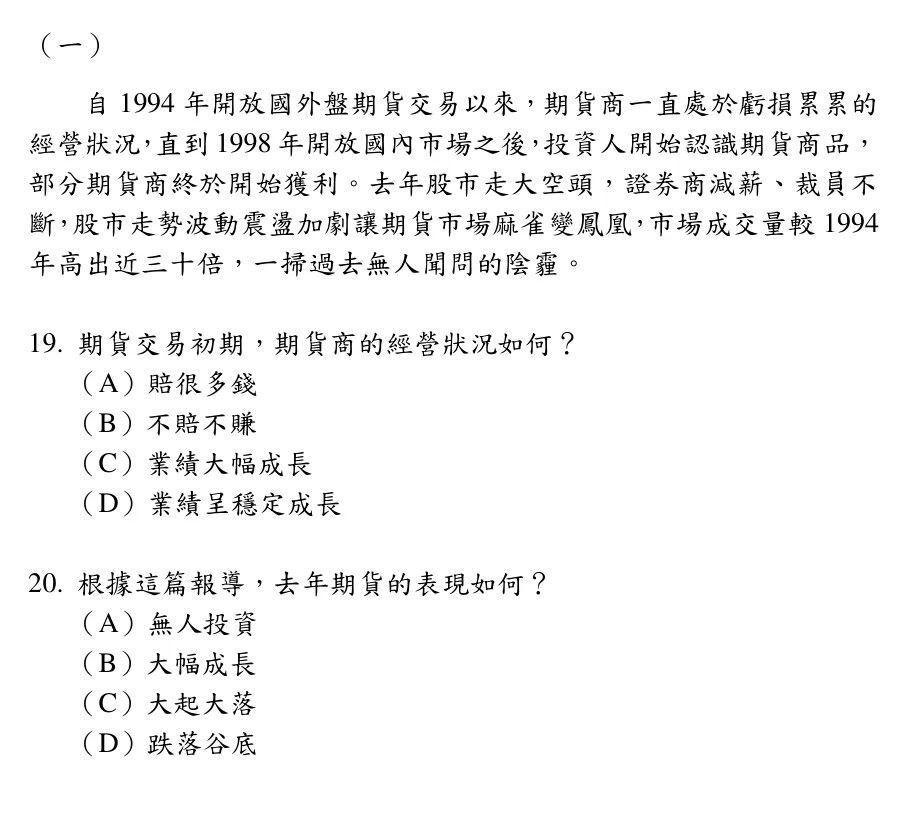 （一）
自 1994 年開放國外盤期貨交易以來，期貨商一直處於虧損累累的
經營狀況，直到 1998 年開放國內市場之後，投資人開始認識期貨商品，
部分期貨商終於開始獲利。去年股市走大空頭，證券商減薪、裁員不
斷，股市走勢波動震盪加劇讓期貨市場麻雀變鳳凰，市場成交量較 1994
年高出近三十倍，一掃過去無人聞問的陰霾。
19. 期貨交易初期，期貨商的經營狀況如何？
（A）賠很多錢
（B）不賠不賺
（C）業績大幅成長
（D）業績呈穩定成長
20. 根據這篇報導，去年期貨的表現如何？
（A）無人投資
（B）大幅成長
（C）大起大落
（D）跌落谷底